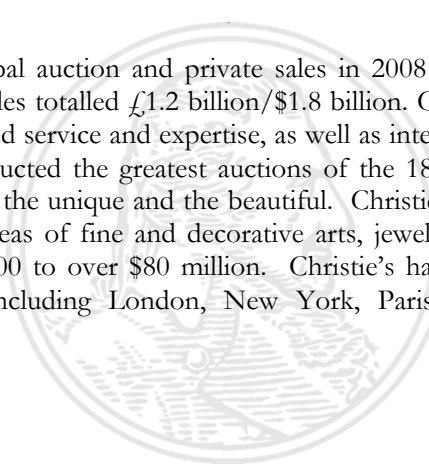 bal auction and private sales in 2008
les totalled £1.2 billion/$1.8 billion. C
ed service and expertise, as well as inte
ucted the greatest auctions of the 18
the unique and the beautiful. Christie
eas of fine and decorative arts, jewel
00 to over $80 million. Christie's ha
ncluding London, New York, Paris